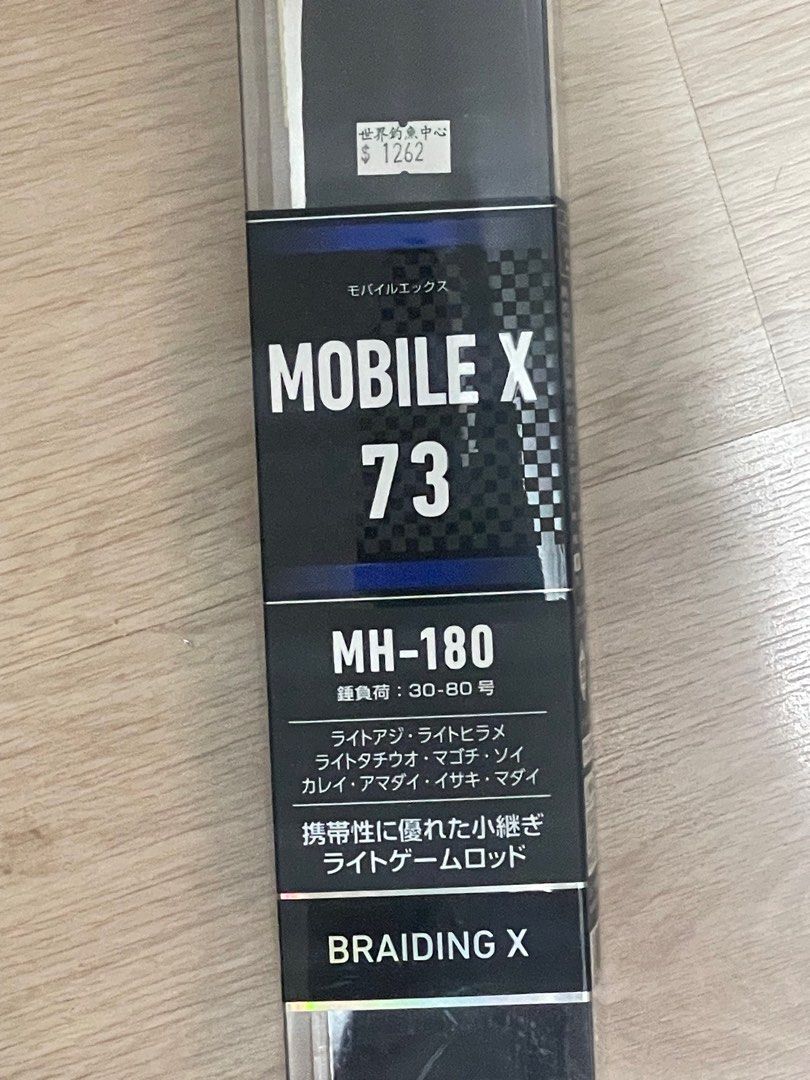 世界釣魚中心
$ 1262
モバイルエックス
MOBILE X
73
MH-180
錘負荷：30-80 号
ライトアジ・ライトヒラメ
ライトタチウオ・マゴチ・ソイ
カレイ・アマダイ・イサキ・マダイ
携帯性に優れた小継ぎ
ライトゲームロッド
BRAIDING X